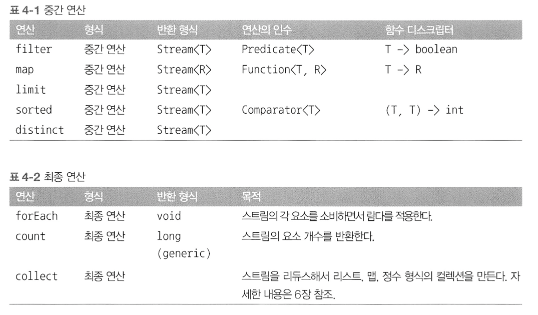 표 4-1 중간 연산
연산 형식 반환 형식 연산의 인수 함수 디스크립터
filter 중간 연산 Stream<T> Predicate<T> T -> boolean
map 중간 연산 Stream<R> Function<T, R> T -> R
limit 중간 연산 Stream<T>
sorted 중간 연산 Stream<T> Comparator<T> (T, T) -> int
distinct 중간 연산 Stream<T>
표 4-2 최종 연산
연산 형식 반환 형식 목적
forEach 최종 연산 void 스트림의 각 요소를 소비하면서 람다를 적용한다.
count 최종 연산 long 스트림의 요소 개수를 반환한다.
(generic)
collect 최종 연산 스트림을 리듀스해서 리스트, 맵, 정수 형식의 컬렉션을 만든다. 자
세한 내용은 6장 참조.